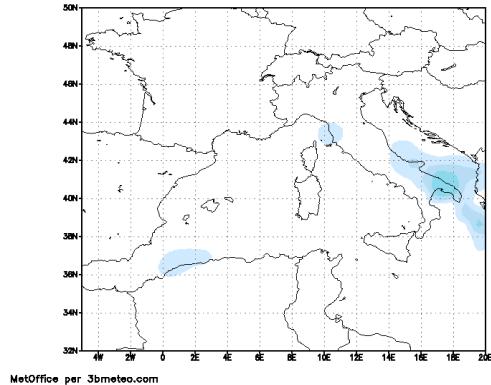 50N
48N
46N
44N
42N
40N
38N
36N
34N
32N
4W 2W 0 2E 4E 6E 8E 10E 12E 14E 16E 18E 20E
MetOffice per 3bmeteo.com